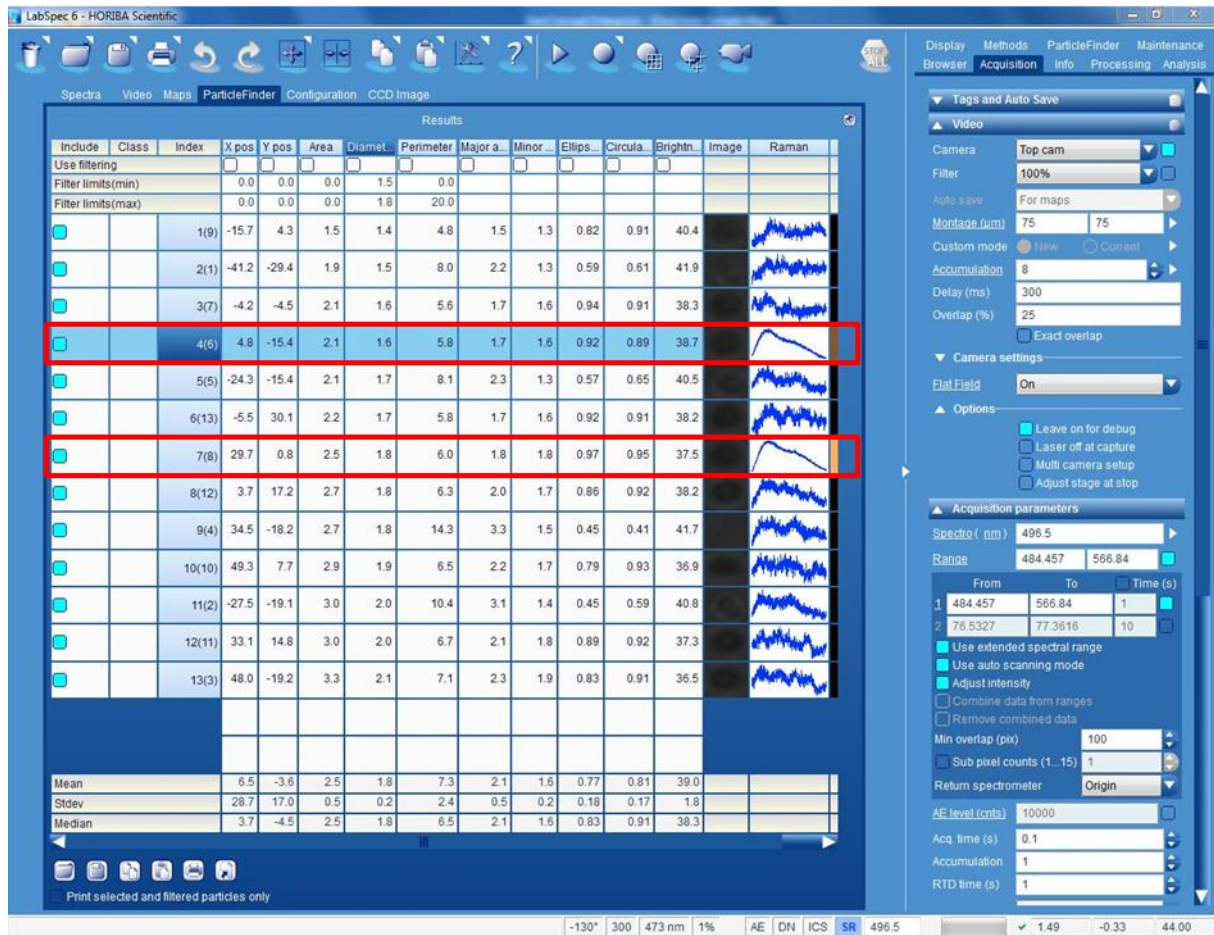 LabSpec 6 - HORIBA Scientific
STOP ALL
Display Methods ParticleFinder Maintenance
Browser Acquisition Info Processing Analysis
Spectra Video Maps ParticleFinder Configuration CCD Image
Results
Include Class Index X pos Y pos Area Diamet... Perimeter Major a... Minor ... Ellips... Circula... Brightn... Image Raman
Use filtering
Filter limits(min) 0.0 0.0 0.0 1.5 0.0
Filter limits(max) 0.0 0.0 0.0 1.8 20.0
1(9) -15.7 4.3 1.5 1.4 4.8 1.5 1.3 0.82 0.91 40.4
2(1) -41.2 -29.4 1.9 1.5 8.0 2.2 1.3 0.59 0.61 41.9
3(7) -4.2 -4.5 2.1 1.6 5.6 1.7 1.6 0.94 0.91 38.3
4(6) 4.8 -15.4 2.1 1.6 5.8 1.7 1.6 0.92 0.89 38.7
5(5) -24.3 -15.4 2.1 1.7 8.1 2.3 1.3 0.57 0.65 40.5
6(13) -5.5 30.1 2.2 1.7 5.8 1.7 1.6 0.92 0.91 38.2
7(8) 29.7 0.8 2.5 1.8 6.0 1.8 1.8 0.97 0.95 37.5
8(12) 3.7 17.2 2.7 1.8 6.3 2.0 1.7 0.86 0.92 38.2
9(4) 34.5 -18.2 2.7 1.8 14.3 3.3 1.5 0.45 0.41 41.7
10(10) 49.3 7.7 2.9 1.9 6.5 2.2 1.7 0.79 0.93 36.9
11(2) -27.5 -19.1 3.0 2.0 10.4 3.1 1.4 0.45 0.59 40.8
12(11) 33.1 14.8 3.0 2.0 6.7 2.1 1.8 0.89 0.92 37.3
13(3) 48.0 -19.2 3.3 2.1 7.1 2.3 1.9 0.83 0.91 36.5
Mean 6.5 -3.6 2.5 1.8 7.3 2.1 1.6 0.77 0.81 39.0
Stdev 28.7 17.0 0.5 0.2 2.4 0.5 0.2 0.18 0.17 1.8
Median 3.7 -4.5 2.5 1.8 6.5 2.1 1.6 0.83 0.91 38.3
Print selected and filtered particles only
Tags and Auto Save
Video
Camera Top cam
Filter 100%
Auto save For maps
Montage (µm) 75 75
Custom mode New Current
Accumulation 8
Delay (ms) 300
Overlap (%) 25
Exact overlap
Camera settings
Flat Field On
Options
Leave on for debug
Laser off at capture
Multi camera setup
Adjust stage at stop
Acquisition parameters
Spectro ( nm ) 496.5
Range 484.457 566.84
From To Time (s)
1 484.457 566.84 1
2 76.5327 77.3616 10
Use extended spectral range
Use auto scanning mode
Adjust intensity
Combine data from ranges
Remove combined data
Min overlap (pix) 100
Sub pixel counts (1...15) 1
Return spectrometer Origin
AE level (cnts) 10000
Acq. time (s) 0.1
Accumulation 1
RTD time (s) 1
-130° 300 473 nm 1% AE DN ICS SR 496.5 1.49 -0.33 44.00